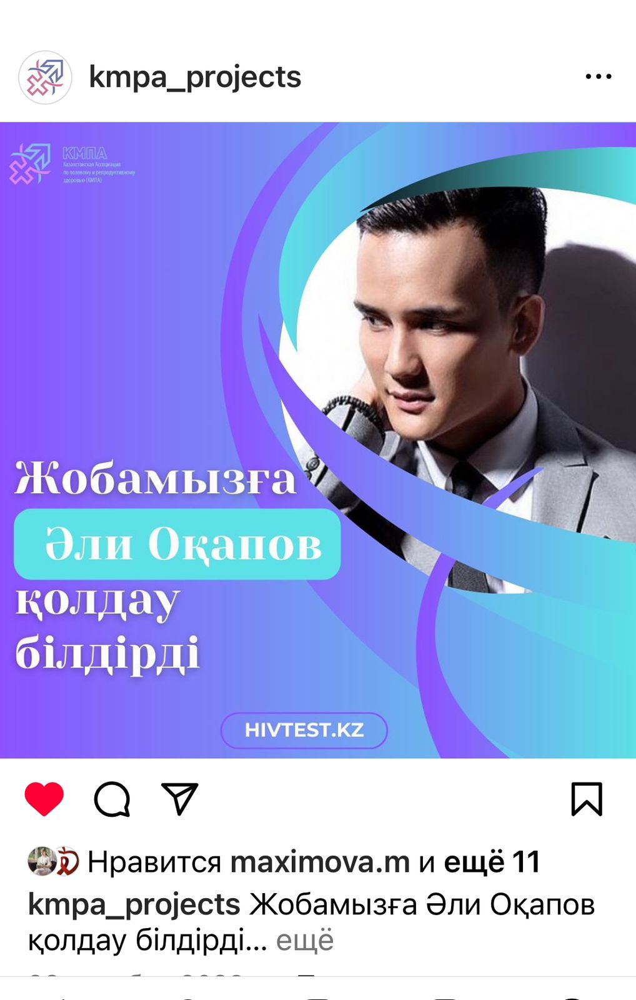 kmpa_projects
КМПА
Казахстанская Ассоциация
по половому и репродуктивному
здоровью (КМПА)
Жобамызға
Әли Оқапов
қолдау
білдірді
HIVTEST.KZ
Нравится maximova.m и ещё 11
kmpa_projects Жобамызға Әли Оқапов
қолдау білдірді... ещё